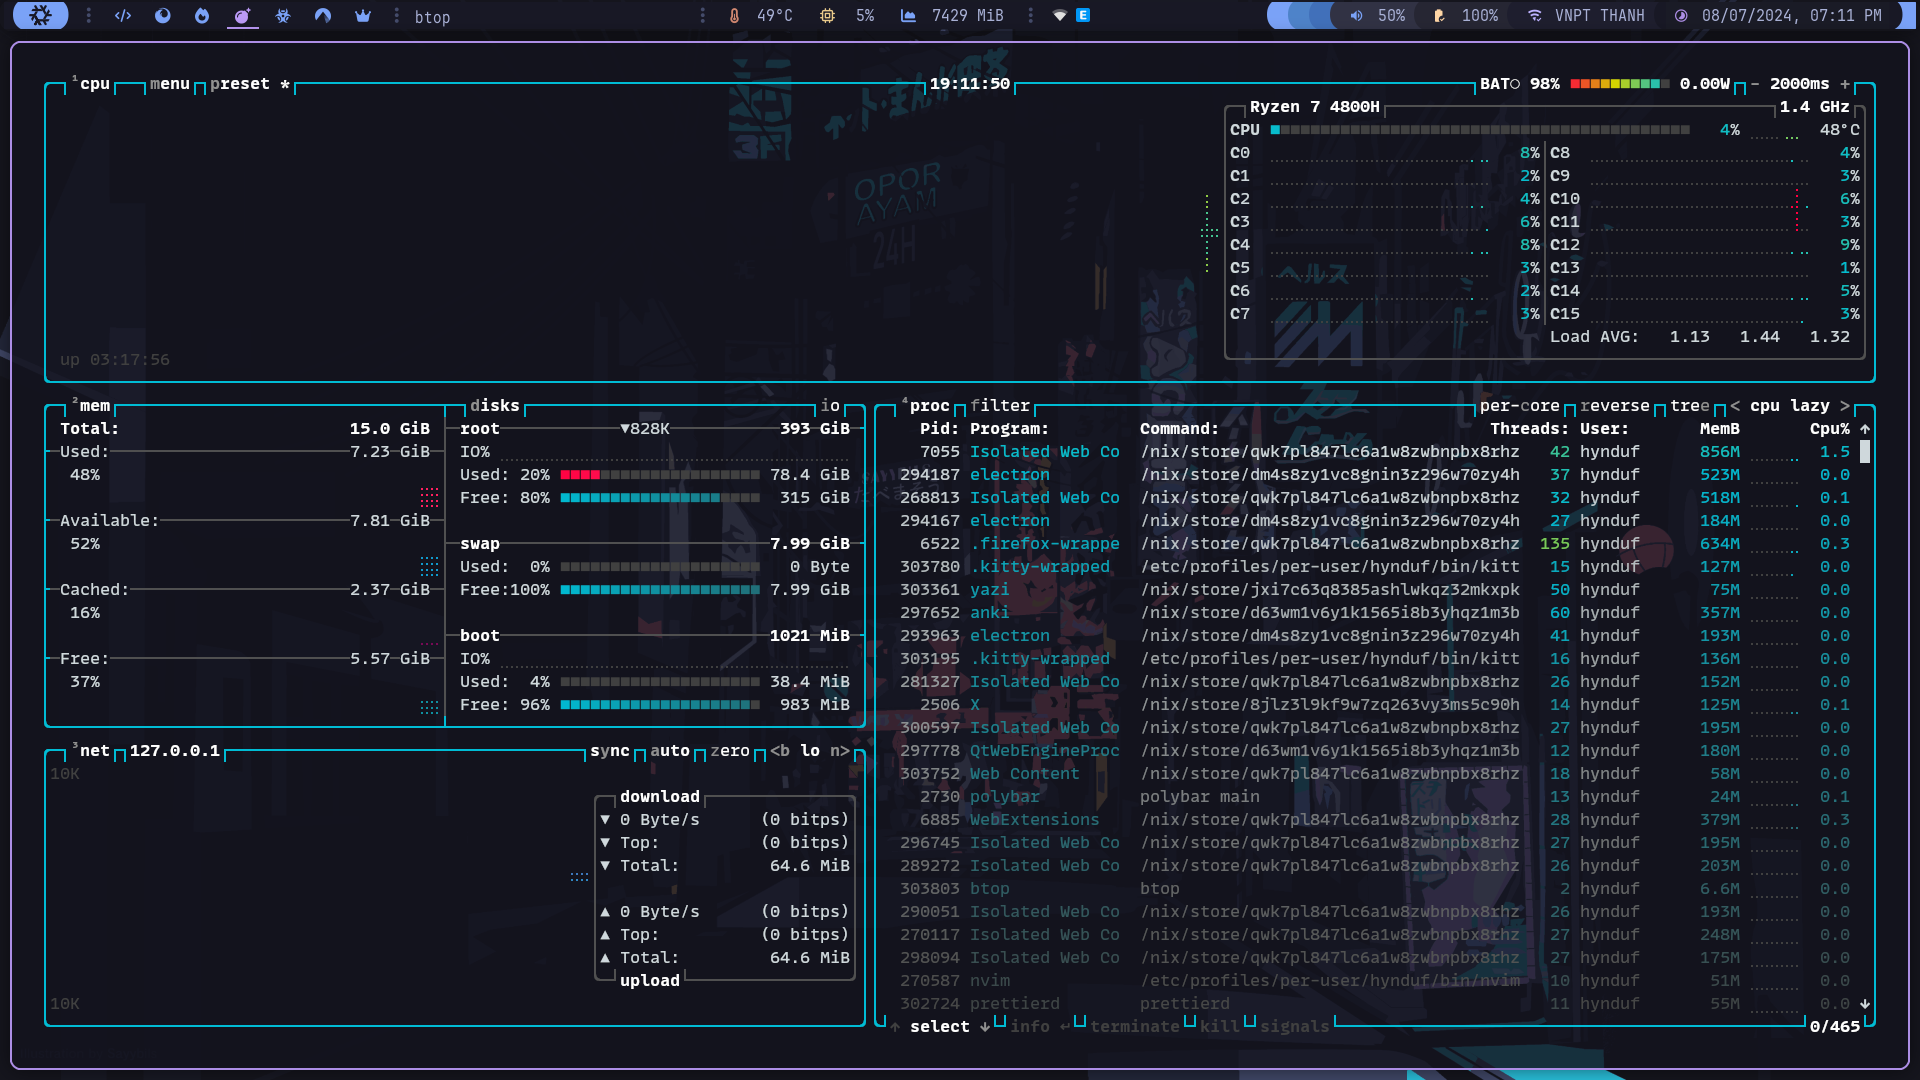 btop
49°C 5% 7429 MiB
E
50% 100% VNPT THANH 08/07/2024, 07:11 PM
1cpu menu preset * 19:11:50 BAT○ 98% 0.00W - 2000ms +
Ryzen 7 4800H 1.4 GHz
CPU 4% 48°C
C0 8% C8 4%
C1 2% C9 3%
C2 4% C10 6%
C3 6% C11 3%
C4 8% C12 9%
C5 3% C13 1%
C6 2% C14 5%
C7 3% C15 3%
Load AVG: 1.13 1.44 1.32
up 03:17:56
OPOR
AYAM
24H
ヘルス
2mem disks io
Total: 15.0 GiB
Used: 7.23 GiB
48%
Available: 7.81 GiB
52%
Cached: 2.37 GiB
16%
Free: 5.57 GiB
37%
root ▼828K 393 GiB
IO%
Used: 20% 78.4 GiB
Free: 80% 315 GiB
swap 7.99 GiB
Used: 0% 0 Byte
Free:100% 7.99 GiB
boot 1021 MiB
IO%
Used: 4% 38.4 MiB
Free: 96% 983 MiB
3net 127.0.0.1 sync auto zero <b lo n>
10K
download
▼ 0 Byte/s (0 bitps)
▼ Top: (0 bitps)
▼ Total: 64.6 MiB
▲ 0 Byte/s (0 bitps)
▲ Top: (0 bitps)
▲ Total: 64.6 MiB
upload
10K
4proc filter per-core reverse tree < cpu lazy >
Pid: Program: Command: Threads: User: MemB Cpu% ↑
7055 Isolated Web Co /nix/store/qwk7pl847lc6a1w8zwbnpbx8rhz 42 hynduf 856M 1.5
294187 electron /nix/store/dm4s8zy1vc8gnin3z296w70zy4h 37 hynduf 523M 0.0
268813 Isolated Web Co /nix/store/qwk7pl847lc6a1w8zwbnpbx8rhz 32 hynduf 518M 0.1
294167 electron /nix/store/dm4s8zy1vc8gnin3z296w70zy4h 27 hynduf 184M 0.0
6522 .firefox-wrappe /nix/store/qwk7pl847lc6a1w8zwbnpbx8rhz 135 hynduf 634M 0.3
303780 .kitty-wrapped /etc/profiles/per-user/hynduf/bin/kitt 15 hynduf 127M 0.0
303361 yazi /nix/store/jxi7c63q8385ashlwkqz32mkxpk 50 hynduf 75M 0.0
297652 anki /nix/store/d63wm1v6y1k1565i8b3yhqz1m3b 60 hynduf 357M 0.0
293963 electron /nix/store/dm4s8zy1vc8gnin3z296w70zy4h 41 hynduf 193M 0.0
303195 .kitty-wrapped /etc/profiles/per-user/hynduf/bin/kitt 16 hynduf 136M 0.0
281327 Isolated Web Co /nix/store/qwk7pl847lc6a1w8zwbnpbx8rhz 26 hynduf 152M 0.0
2506 X /nix/store/8jlz3l9kf9w7zq263vy3ms5c90h 14 hynduf 125M 0.1
300597 Isolated Web Co /nix/store/qwk7pl847lc6a1w8zwbnpbx8rhz 27 hynduf 195M 0.0
297778 QtWebEngineProc /nix/store/d63wm1v6y1k1565i8b3yhqz1m3b 12 hynduf 180M 0.0
303752 Web Content /nix/store/qwk7pl847lc6a1w8zwbnpbx8rhz 18 hynduf 58M 0.0
2730 polybar polybar main 13 hynduf 24M 0.1
6885 WebExtensions /nix/store/qwk7pl847lc6a1w8zwbnpbx8rhz 28 hynduf 379M 0.3
296745 Isolated Web Co /nix/store/qwk7pl847lc6a1w8zwbnpbx8rhz 27 hynduf 195M 0.0
289272 Isolated Web Co /nix/store/qwk7pl847lc6a1w8zwbnpbx8rhz 26 hynduf 203M 0.0
303803 btop btop 2 hynduf 6.6M 0.0
290051 Isolated Web Co /nix/store/qwk7pl847lc6a1w8zwbnpbx8rhz 26 hynduf 193M 0.0
270117 Isolated Web Co /nix/store/qwk7pl847lc6a1w8zwbnpbx8rhz 27 hynduf 248M 0.0
298094 Isolated Web Co /nix/store/qwk7pl847lc6a1w8zwbnpbx8rhz 27 hynduf 175M 0.0
270587 nvim /etc/profiles/per-user/hynduf/bin/nvim 10 hynduf 51M 0.0
302724 prettierd prettierd 11 hynduf 55M 0.0 ↓
↑ select ↓ info ↵ terminate kill signals 0/465